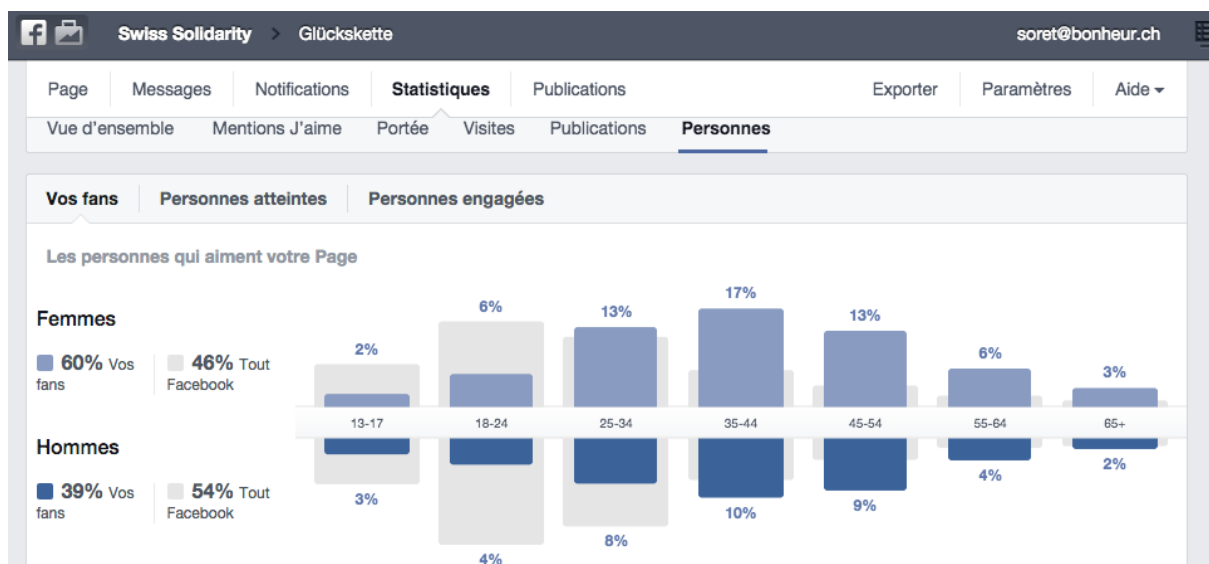 Swiss Solidarity > Glückskette soret@bonheur.ch
Page Messages Notifications Statistiques Publications Exporter Paramètres Aide
Vue d'ensemble Mentions J'aime Portée Visites Publications Personnes
Vos fans Personnes atteintes Personnes engagées
Les personnes qui aiment votre Page
Femmes
60% Vos fans
46% Tout Facebook
2% 6% 13% 17% 13% 6% 3%
13-17 18-24 25-34 35-44 45-54 55-64 65+
Hommes
39% Vos fans
54% Tout Facebook
3% 4% 8% 10% 9% 4% 2%